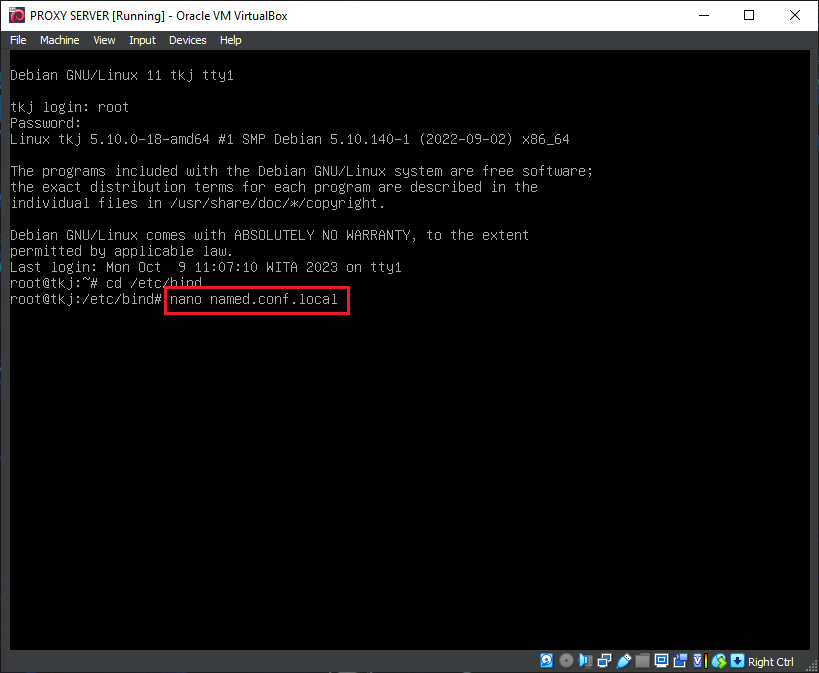 PROXY SERVER [Running] - Oracle VM VirtualBox
File Machine View Input Devices Help
Debian GNU/Linux 11 tkj tty1
tkj login: root
Password:
Linux tkj 5.10.0-18-amd64 #1 SMP Debian 5.10.140-1 (2022-09-02) x86_64
The programs included with the Debian GNU/Linux system are free software;
the exact distribution terms for each program are described in the
individual files in /usr/share/doc/*/copyright.
Debian GNU/Linux comes with ABSOLUTELY NO WARRANTY, to the extent
permitted by applicable law.
Last login: Mon Oct  9 11:07:10 WITA 2023 on tty1
root@tkj:~# cd /etc/bind
root@tkj:/etc/bind# nano named.conf.local
Right Ctrl